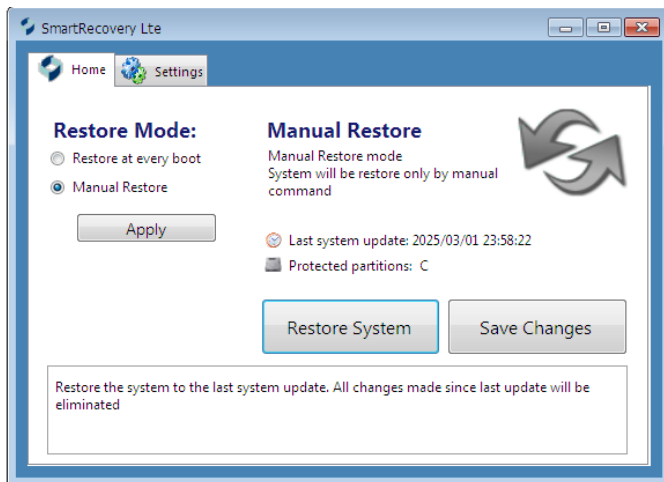 SmartRecovery Lte
Home
Settings
Restore Mode:
Restore at every boot
Manual Restore
Apply
Manual Restore
Manual Restore mode
System will be restore only by manual
command
Last system update: 2025/03/01 23:58:22
Protected partitions: C
Restore System
Save Changes
Restore the system to the last system update. All changes made since last update will be
eliminated